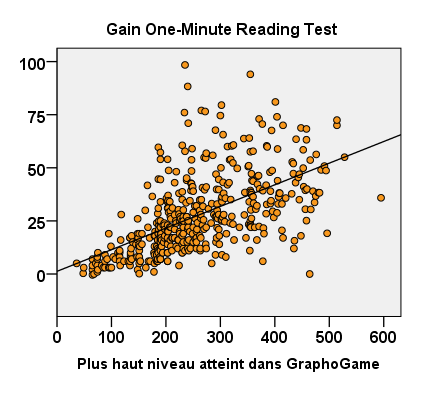 Gain One-Minute Reading Test
100
75
50
25
0
0 100 200 300 400 500 600
Plus haut niveau atteint dans GraphoGame